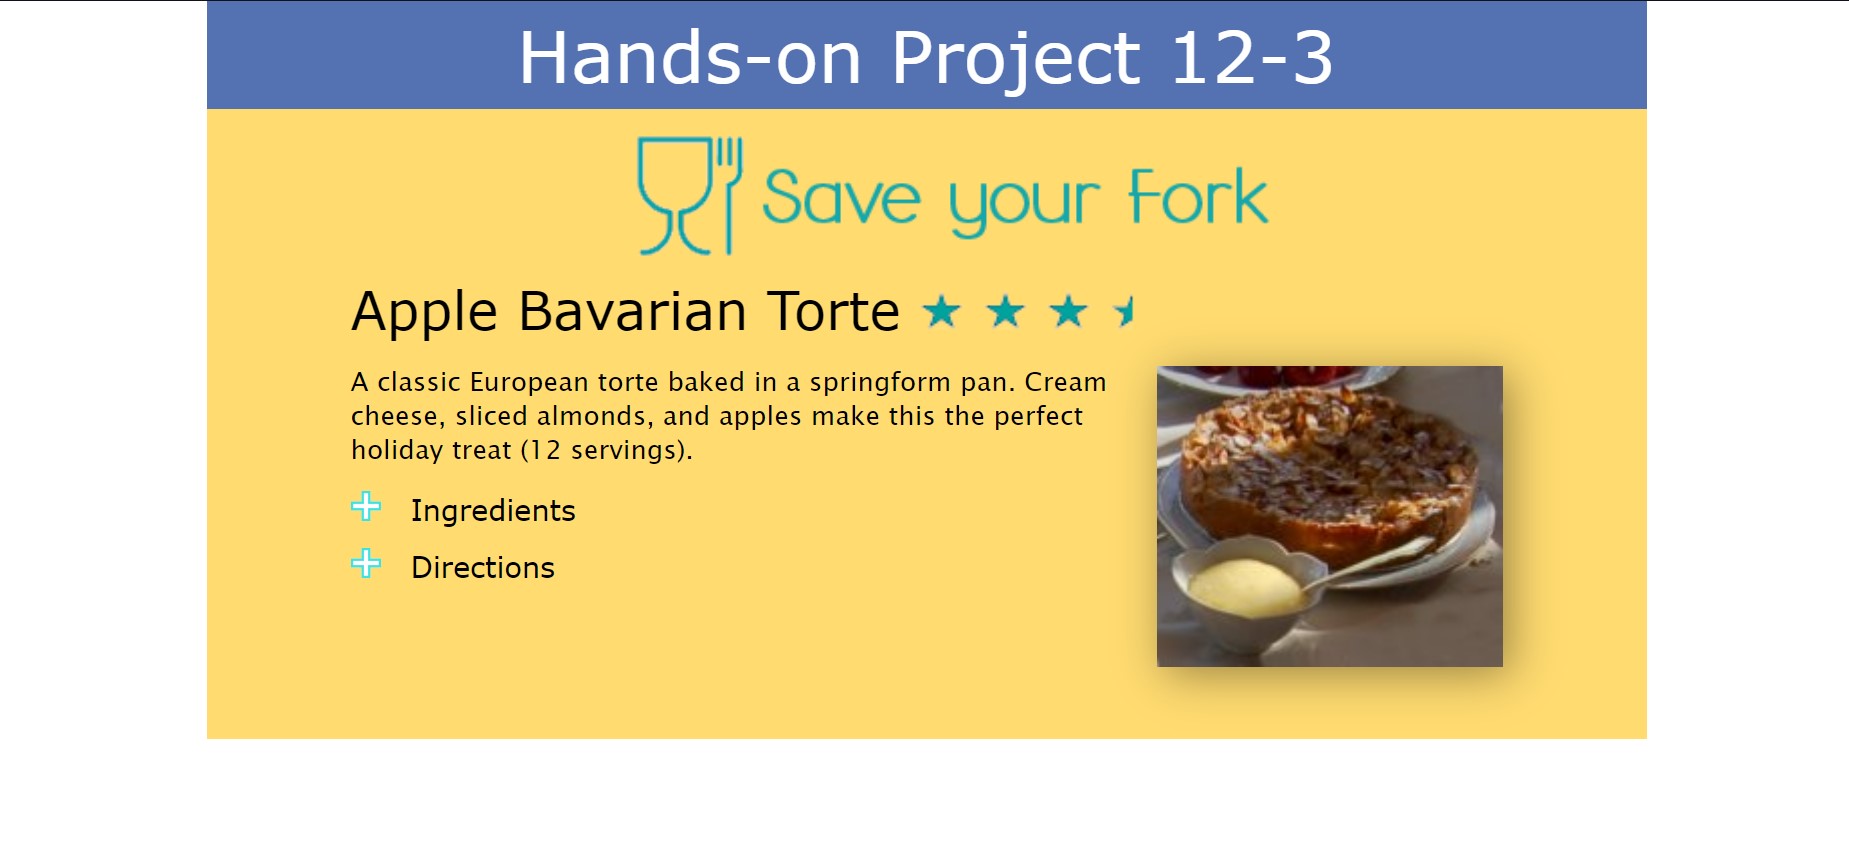 Hands-on Project 12-3
Save your Fork
Apple Bavarian Torte
A classic European torte baked in a springform pan. Cream
cheese, sliced almonds, and apples make this the perfect
holiday treat (12 servings).
Ingredients
Directions